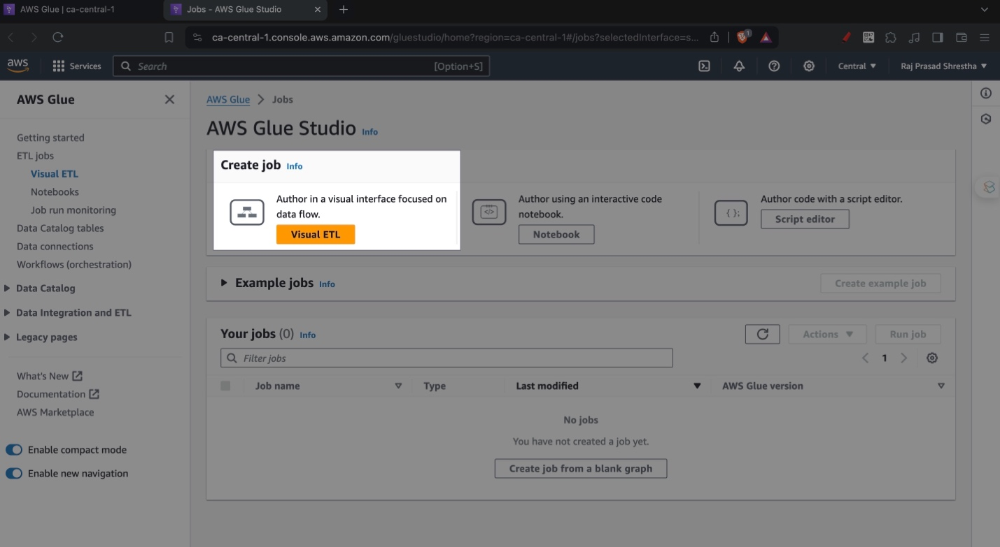 AWS Glue | ca-central-1
Jobs - AWS Glue Studio
ca-central-1.console.aws.amazon.com/gluestudio/home?region=ca-central-1#/jobs?selectedInterface=s...
1
aws
Services
Search
[Option+S]
Central
Raj Prasad Shrestha
AWS Glue
Getting started
ETL jobs
Visual ETL
Notebooks
Job run monitoring
Data Catalog tables
Data connections
Workflows (orchestration)
Data Catalog
Data Integration and ETL
Legacy pages
What's New
Documentation
AWS Marketplace
Enable compact mode
Enable new navigation
AWS Glue > Jobs
AWS Glue Studio Info
Create job Info
Author in a visual interface focused on
data flow.
Visual ETL
Author using an interactive code
notebook.
Notebook
Author code with a script editor.
Script editor
Example jobs Info
Create example job
Your jobs (0) Info
Actions
Run job
Filter jobs
1
Job name
Type
Last modified
AWS Glue version
No jobs
You have not created a job yet.
Create job from a blank graph